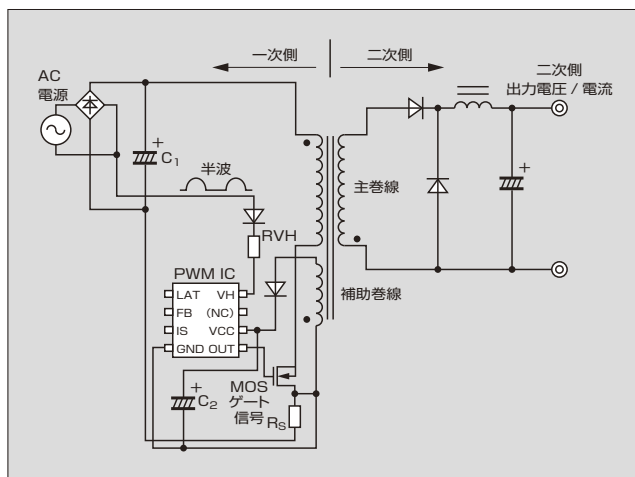 一次側
二次側
AC
電源
二次側
出力電圧 / 電流
+
C₁
半波
主巻線
+
RVH
PWM IC
LAT VH
FB (NC)
IS VCC
GND OUT
補助巻線
+
C₂
MOS
ゲート
信号
Rs